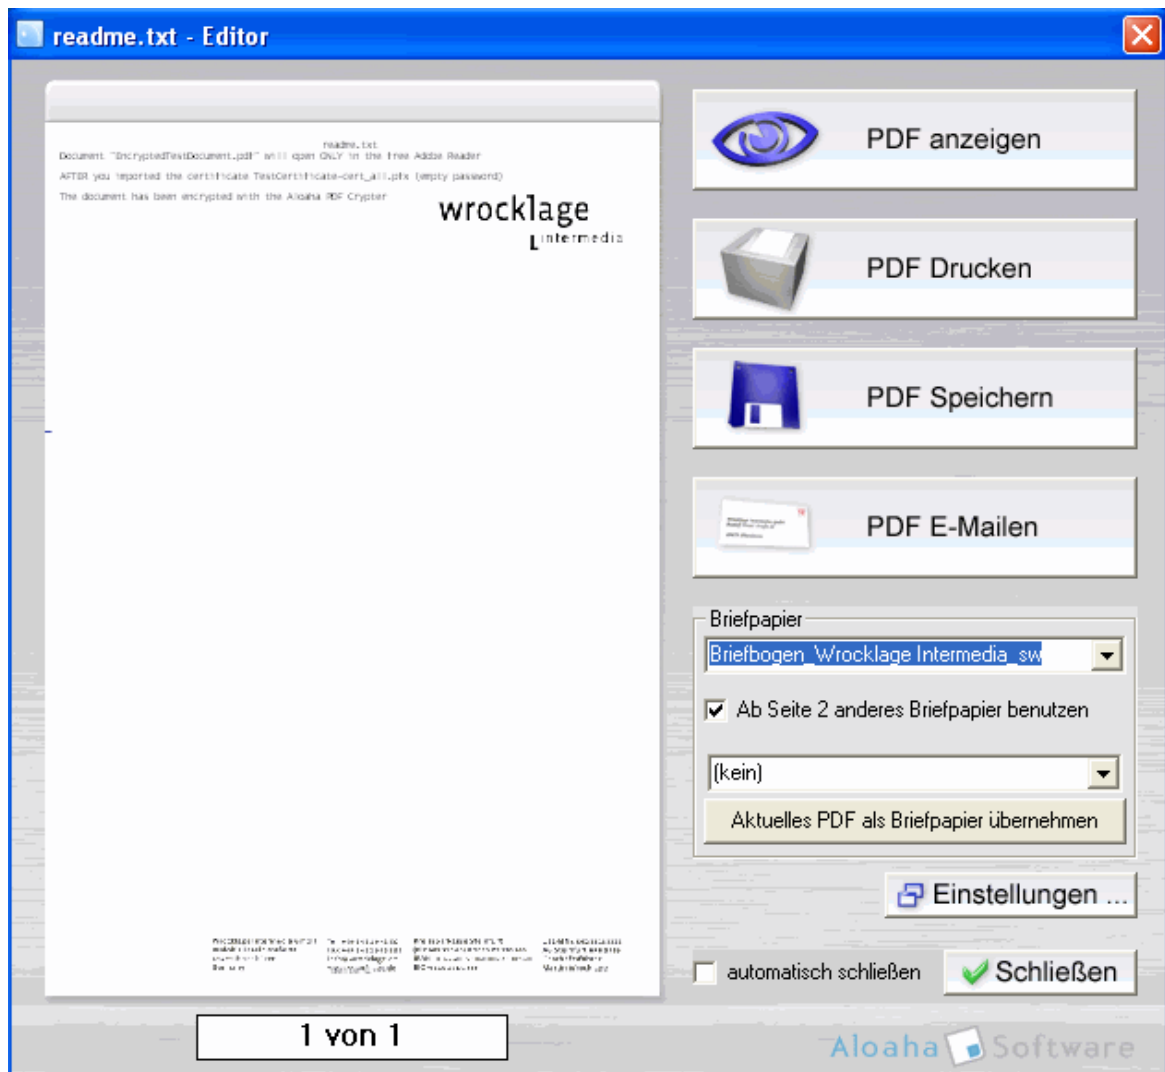 readme.txt - Editor
readme.txt
Document "EncryptedTestDocument.pdf" will open ONLY in the free Adobe Reader
AFTER you imported the certificate TestCertificate-cert_all.pfx (empty password)
The document has been encrypted with the Aloaha PDF Crypter
wrocklage
intermedia
1 von 1
PDF anzeigen
PDF Drucken
PDF Speichern
PDF E-Mailen
Briefpapier
Briefbogen_Wrocklage Intermedia_sw
Ab Seite 2 anderes Briefpapier benutzen
(kein)
Aktuelles PDF als Briefpapier übernehmen
Einstellungen ...
automatisch schließen
Schließen
Aloaha Software